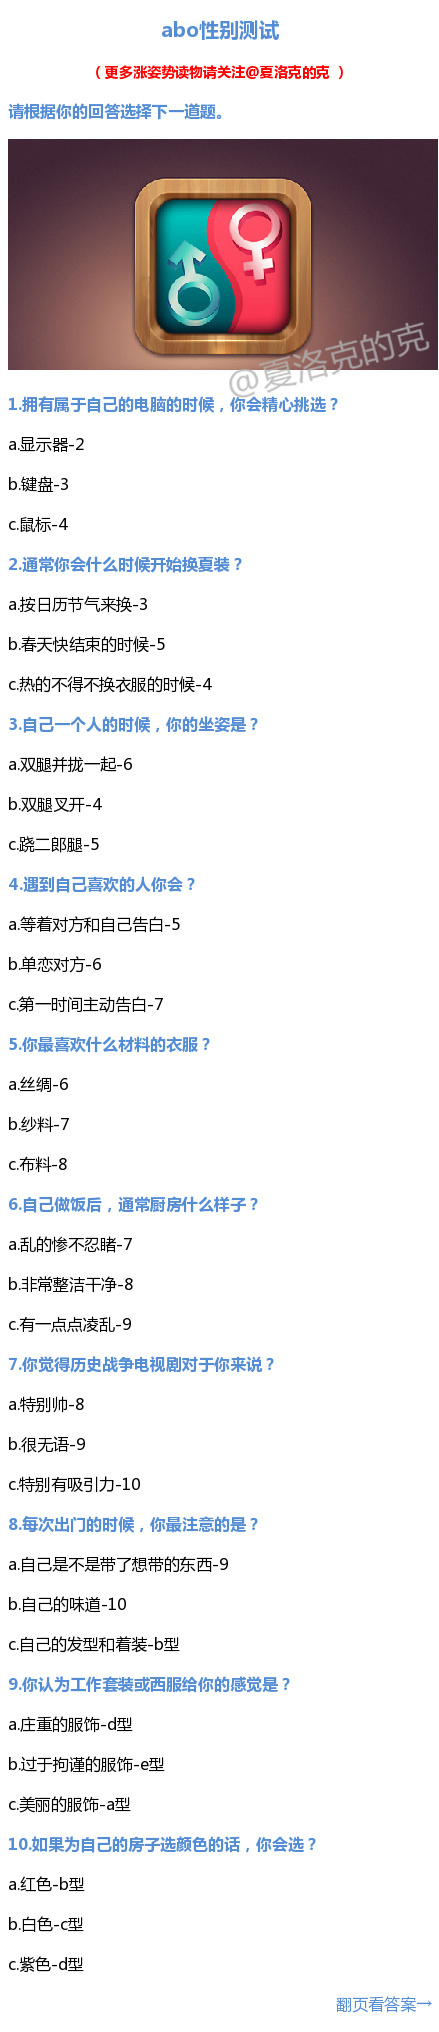 abo性别测试
（更多涨姿势读物请关注@夏洛克的克 ）
请根据你的回答选择下一道题。
@夏洛克的克
1.拥有属于自己的电脑的时候，你会精心挑选？
a.显示器-2
b.键盘-3
c.鼠标-4
2.通常你会什么时候开始换夏装？
a.按日历节气来换-3
b.春天快结束的时候-5
c.热的不得不换衣服的时候-4
3.自己一个人的时候，你的坐姿是？
a.双腿并拢一起-6
b.双腿叉开-4
c.跷二郎腿-5
4.遇到自己喜欢的人你会？
a.等着对方和自己告白-5
b.单恋对方-6
c.第一时间主动告白-7
5.你最喜欢什么材料的衣服？
a.丝绸-6
b.纱料-7
c.布料-8
6.自己做饭后，通常厨房什么样子？
a.乱的惨不忍睹-7
b.非常整洁干净-8
c.有一点点凌乱-9
7.你觉得历史战争电视剧对于你来说？
a.特别帅-8
b.很无语-9
c.特别有吸引力-10
8.每次出门的时候，你最注意的是？
a.自己是不是带了想带的东西-9
b.自己的味道-10
c.自己的发型和着装-b型
9.你认为工作套装或西服给你的感觉是？
a.庄重的服饰-d型
b.过于拘谨的服饰-e型
c.美丽的服饰-a型
10.如果为自己的房子选颜色的话，你会选？
a.红色-b型
b.白色-c型
c.紫色-d型
翻页看答案→